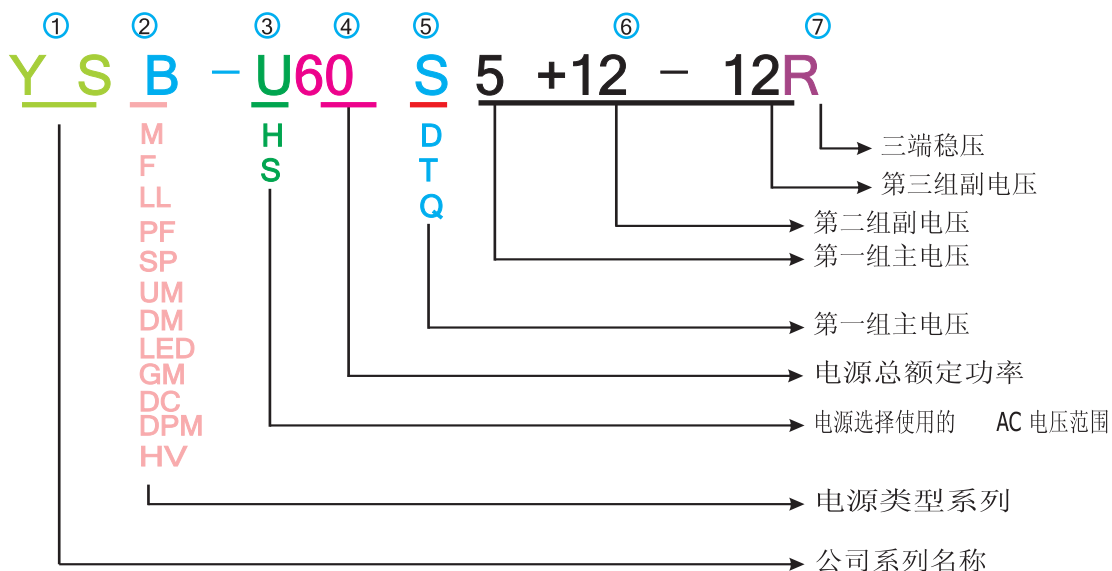 ① ② ③ ④ ⑤ ⑥ ⑦
Y S B - U60 S 5 +12 - 12R
M
F
LL
PF
SP
UM
DM
LED
GM
DC
DPM
HV
H
S
D
T
Q
三端稳压
第三组副电压
第二组副电压
第一组主电压
第一组主电压
电源总额定功率
电源选择使用的 AC 电压范围
电源类型系列
公司系列名称